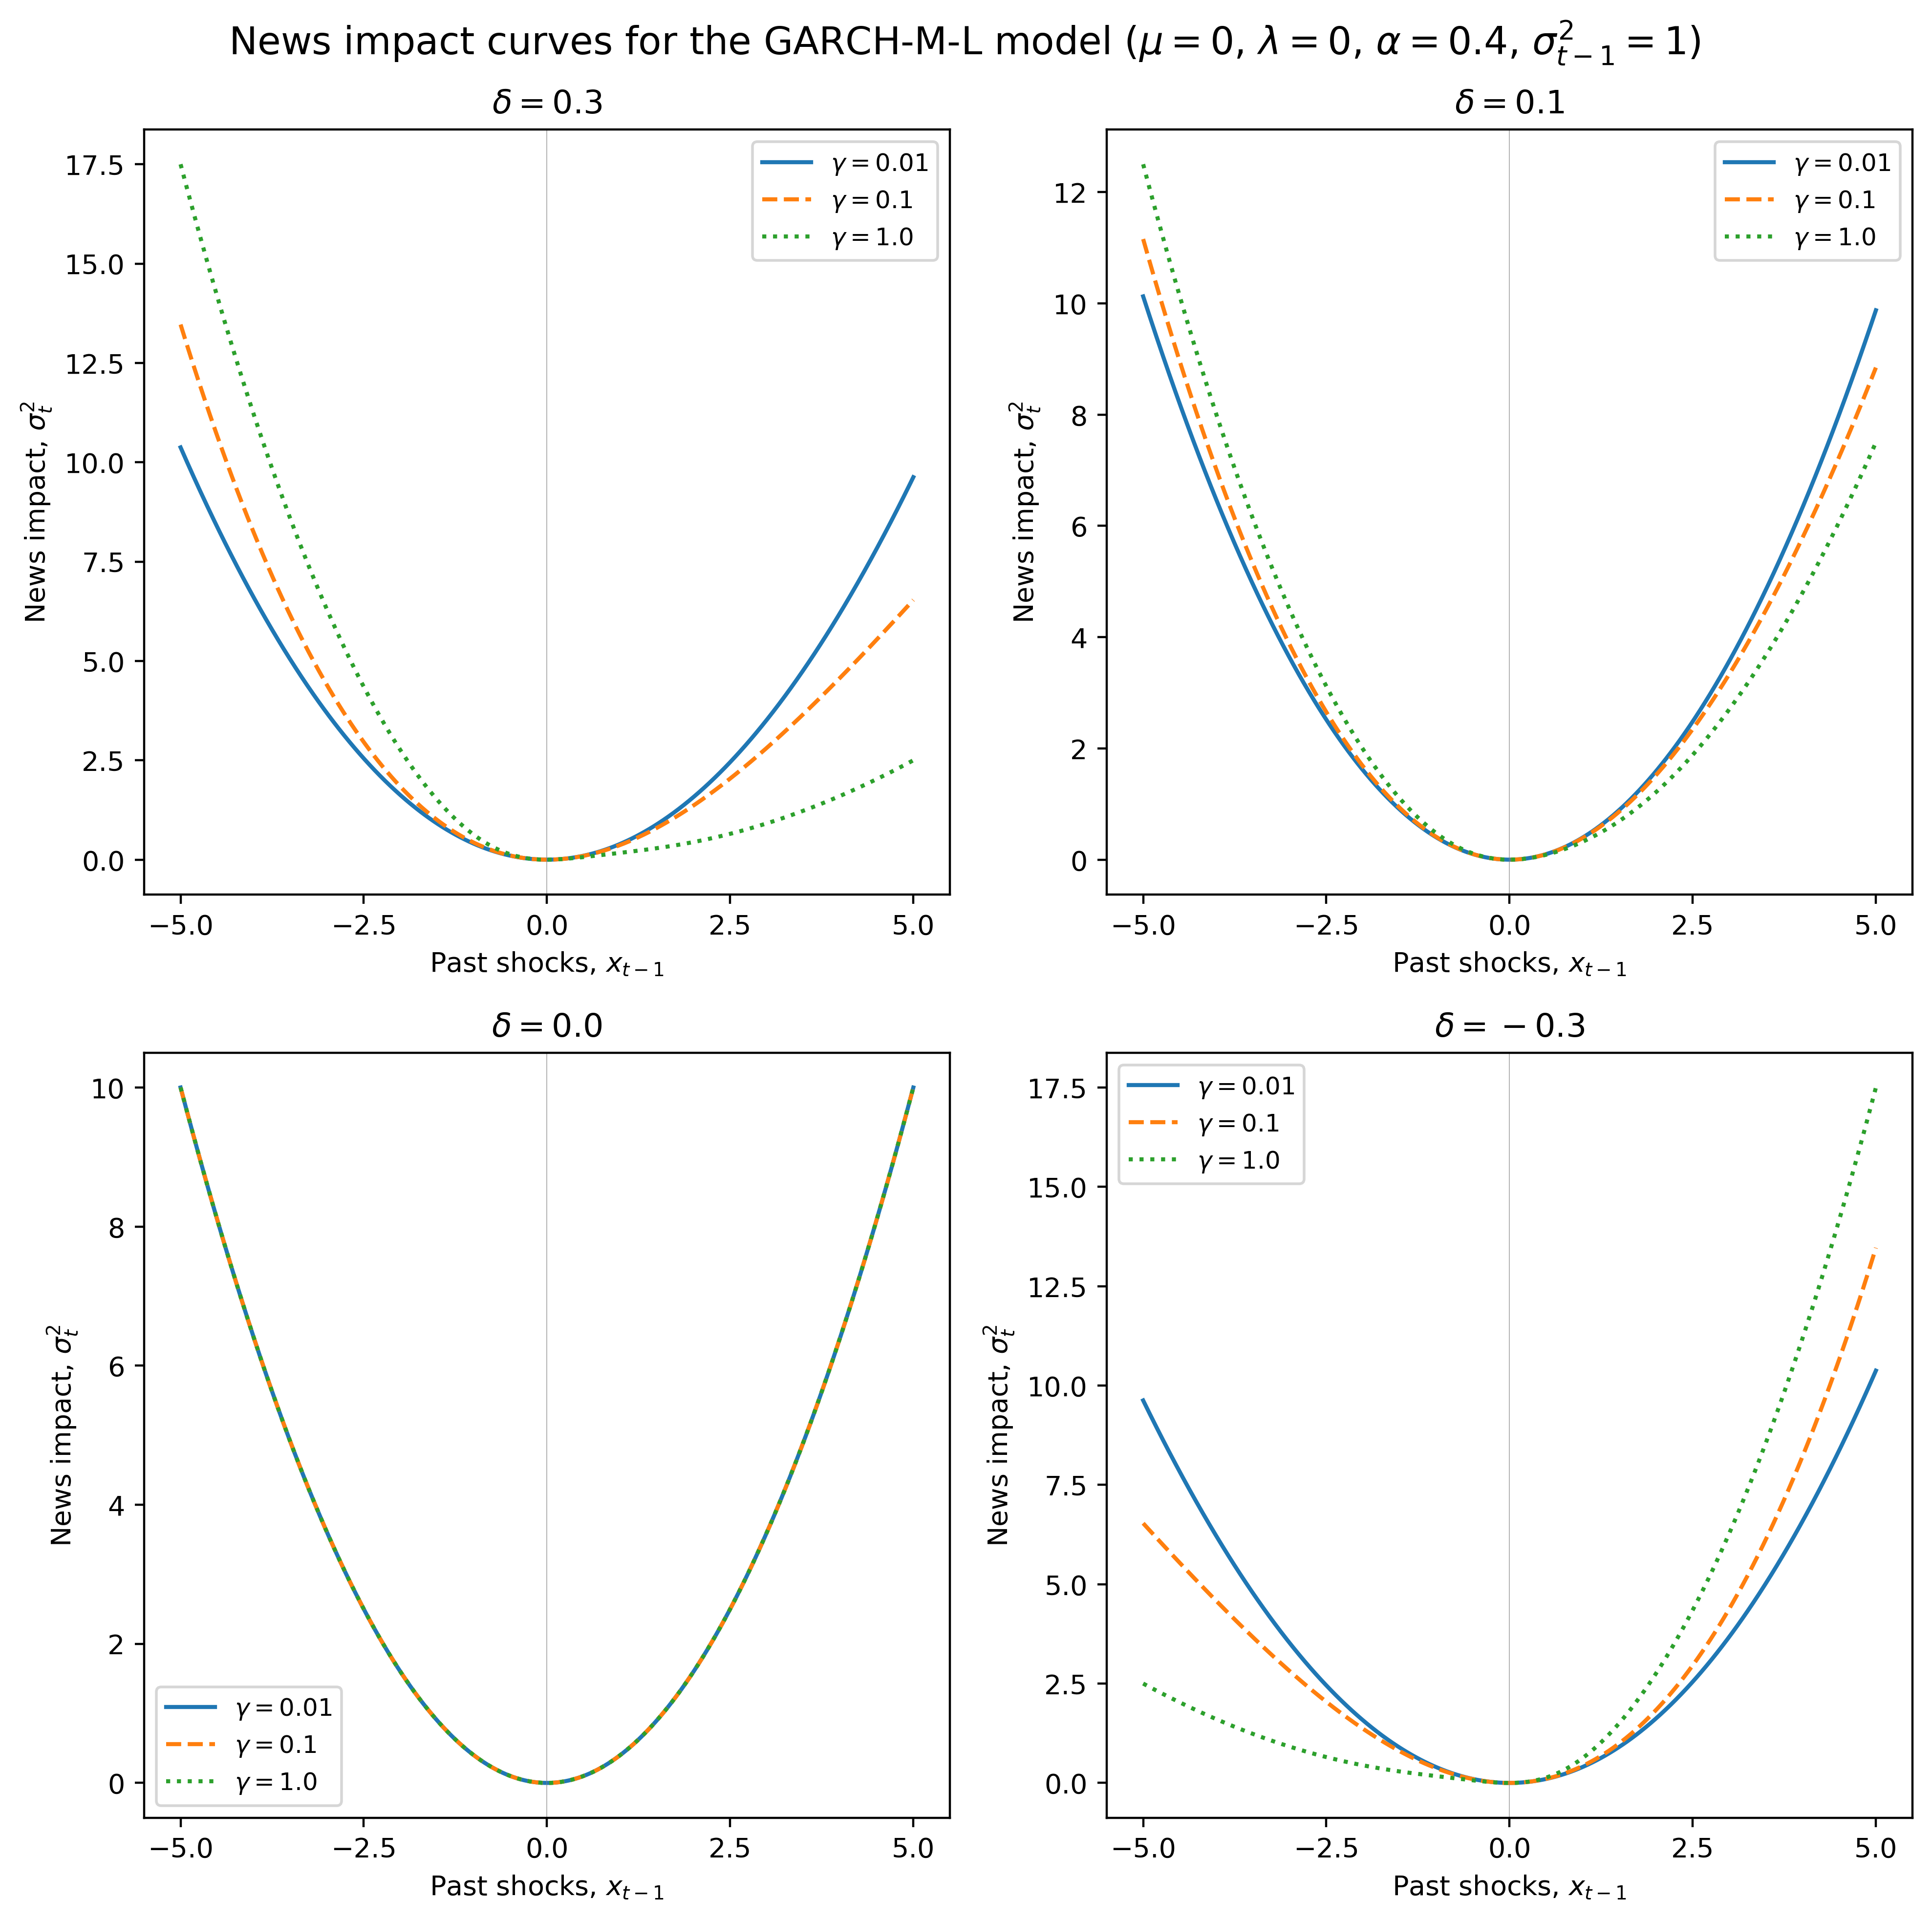 News impact curves for the GARCH-M-L model (μ = 0, λ = 0, α = 0.4, σ²ₜ₋₁ = 1)
δ = 0.3
17.5
15.0
12.5
10.0
7.5
5.0
2.5
0.0
News impact, σ²ₜ
γ = 0.01
γ = 0.1
γ = 1.0
−5.0
−2.5
0.0
2.5
5.0
Past shocks, xₜ₋₁
δ = 0.1
12
10
8
6
4
2
0
News impact, σ²ₜ
γ = 0.01
γ = 0.1
γ = 1.0
−5.0
−2.5
0.0
2.5
5.0
Past shocks, xₜ₋₁
δ = 0.0
10
8
6
4
2
0
News impact, σ²ₜ
γ = 0.01
γ = 0.1
γ = 1.0
−5.0
−2.5
0.0
2.5
5.0
Past shocks, xₜ₋₁
δ = −0.3
17.5
15.0
12.5
10.0
7.5
5.0
2.5
0.0
News impact, σ²ₜ
γ = 0.01
γ = 0.1
γ = 1.0
−5.0
−2.5
0.0
2.5
5.0
Past shocks, xₜ₋₁